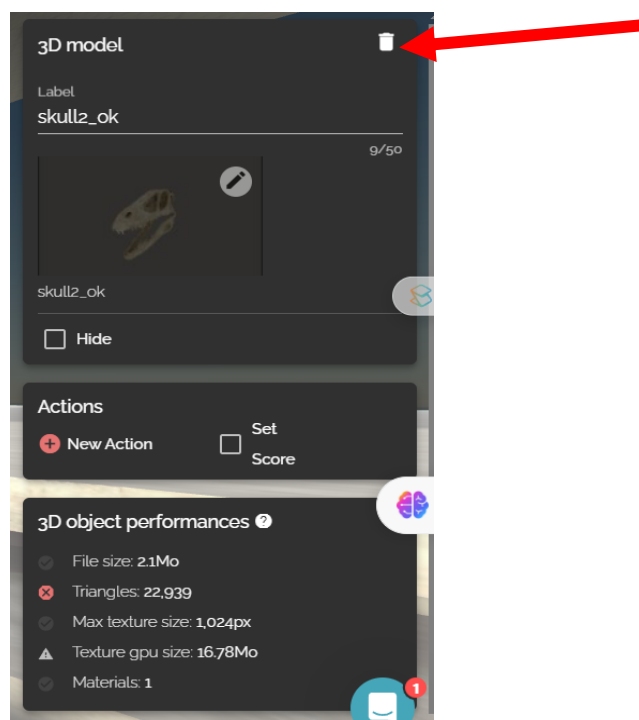 3D model
Label
skull2_ok
9/50
skull2_ok
Hide
Actions
New Action
Set
Score
3D object performances ?
File size: 2.1Mo
Triangles: 22,939
Max texture size: 1,024px
Texture gpu size: 16.78Mo
Materials: 1
1